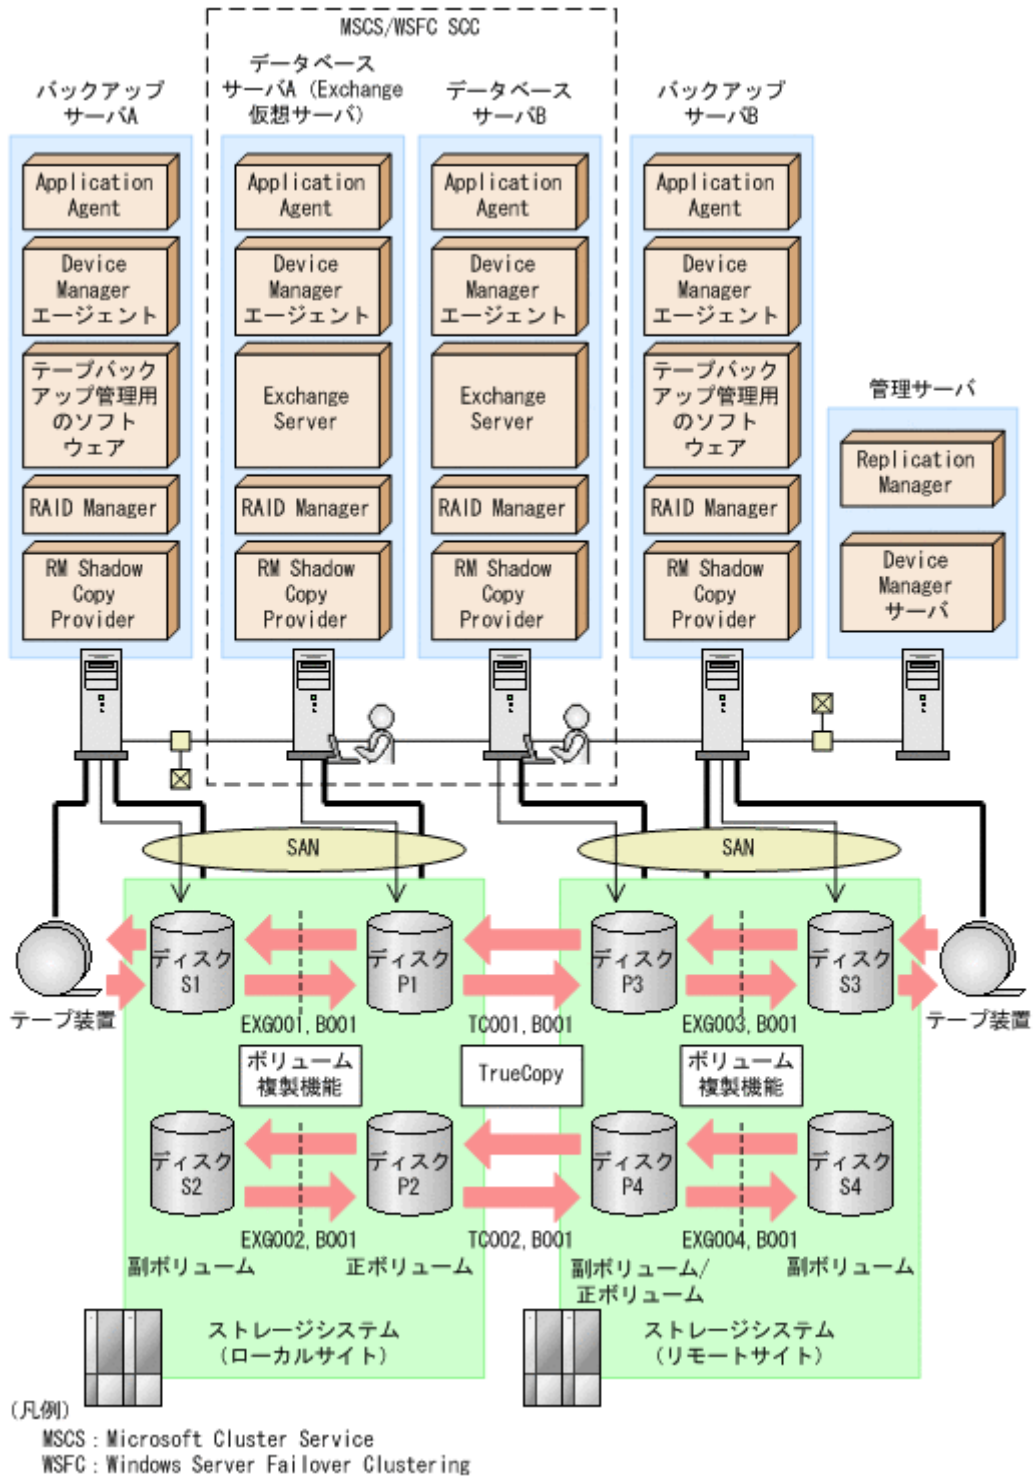 MSCS/WSFC SCC
バックアップ
サーバA
データベース
サーバA (Exchange
仮想サーバ)
データベース
サーバB
バックアップ
サーバB
Application
Agent
Device
Manager
エージェント
テープバック
アップ管理用
のソフト
ウェア
RAID Manager
RM Shadow
Copy
Provider
Application
Agent
Device
Manager
エージェント
Exchange
Server
RAID Manager
RM Shadow
Copy
Provider
Application
Agent
Device
Manager
エージェント
Exchange
Server
RAID Manager
RM Shadow
Copy
Provider
Application
Agent
Device
Manager
エージェント
テープバック
アップ管理用
のソフト
ウェア
RAID Manager
RM Shadow
Copy
Provider
管理サーバ
Replication
Manager
Device
Manager
サーバ
SAN
SAN
テープ装置
ディスク
S1
ディスク
P1
ディスク
P3
ディスク
S3
テープ装置
EXG001,B001
TC001,B001
EXG003,B001
ボリューム
複製機能
TrueCopy
ボリューム
複製機能
ディスク
S2
ディスク
P2
ディスク
P4
ディスク
S4
EXG002,B001
TC002,B001
EXG004,B001
副ボリューム
正ボリューム
副ボリューム/
正ボリューム
副ボリューム
ストレージシステム
(ローカルサイト)
ストレージシステム
(リモートサイト)
(凡例)
MSCS：Microsoft Cluster Service
WSFC：Windows Server Failover Clustering